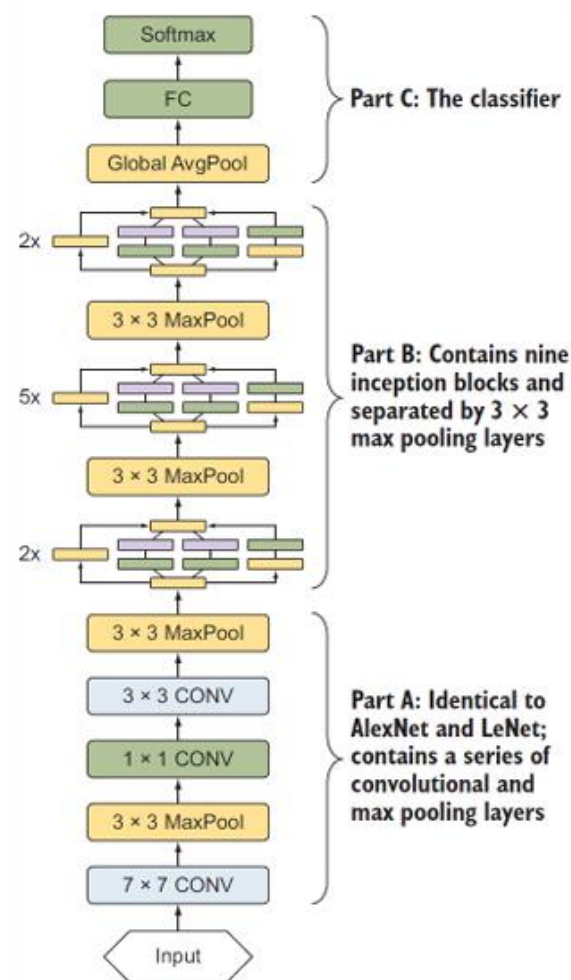 Softmax
FC
Global AvgPool
Part C: The classifier
2x
3 × 3 MaxPool
5x
3 × 3 MaxPool
2x
Part B: Contains nine
inception blocks and
separated by 3 × 3
max pooling layers
3 × 3 MaxPool
3 × 3 CONV
1 × 1 CONV
3 × 3 MaxPool
7 × 7 CONV
Input
Part A: Identical to
AlexNet and LeNet;
contains a series of
convolutional and
max pooling layers